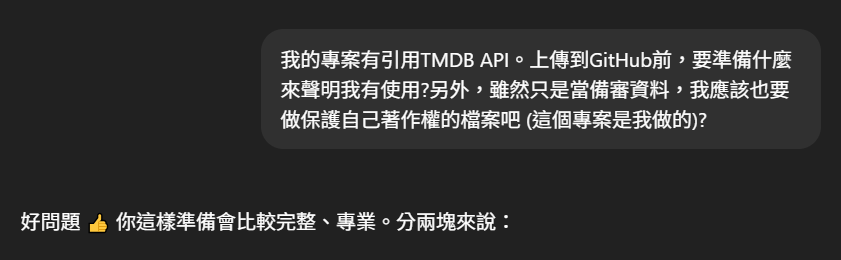 我的專案有引用TMDB API。上傳到GitHub前，要準備什麼
來聲明我有使用?另外，雖然只是當備審資料，我應該也要
做保護自己著作權的檔案吧 (這個專案是我做的)?
好問題 👍 你這樣準備會比較完整、專業。分兩塊來說：